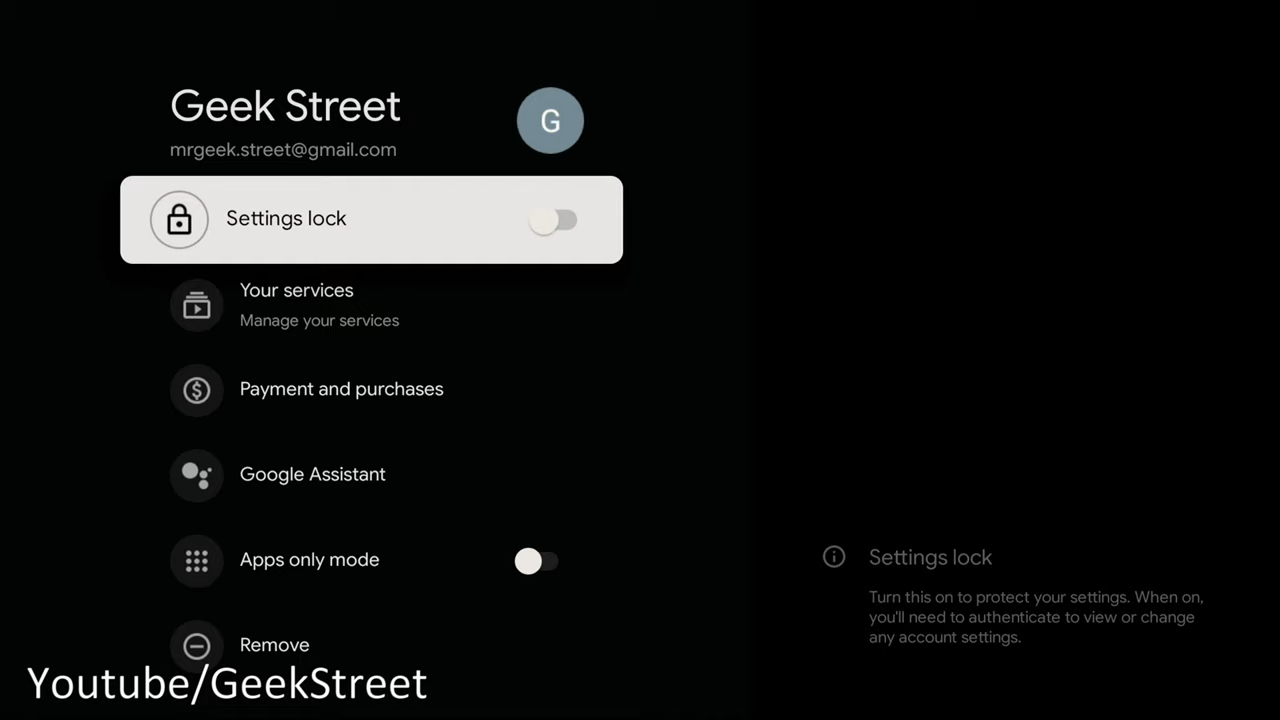 Geek Street
G
mrgeek.street@gmail.com
Settings lock
Your services
Manage your services
Payment and purchases
Google Assistant
Apps only mode
Remove
Settings lock
Turn this on to protect your settings. When on,
you'll need to authenticate to view or change
any account settings.
Youtube/GeekStreet